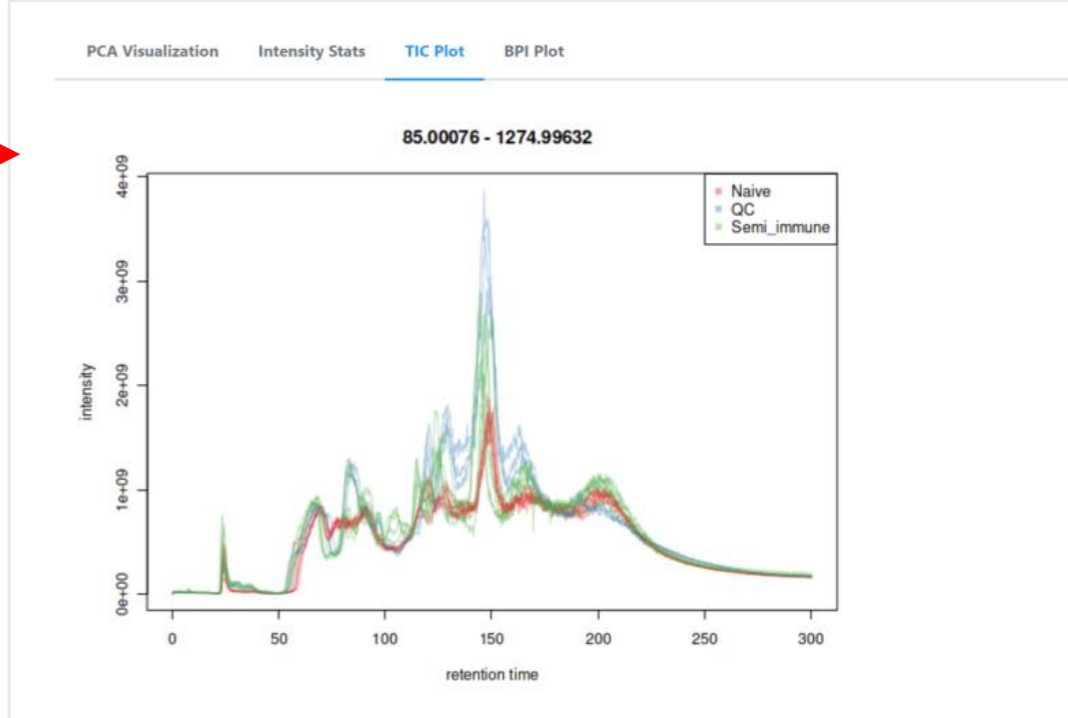 PCA Visualization Intensity Stats TIC Plot BPI Plot
85.00076 - 1274.99632
4e+09
3e+09
2e+09
1e+09
0e+00
intensity
Naive
QC
Semi_immune
0 50 100 150 200 250 300
retention time